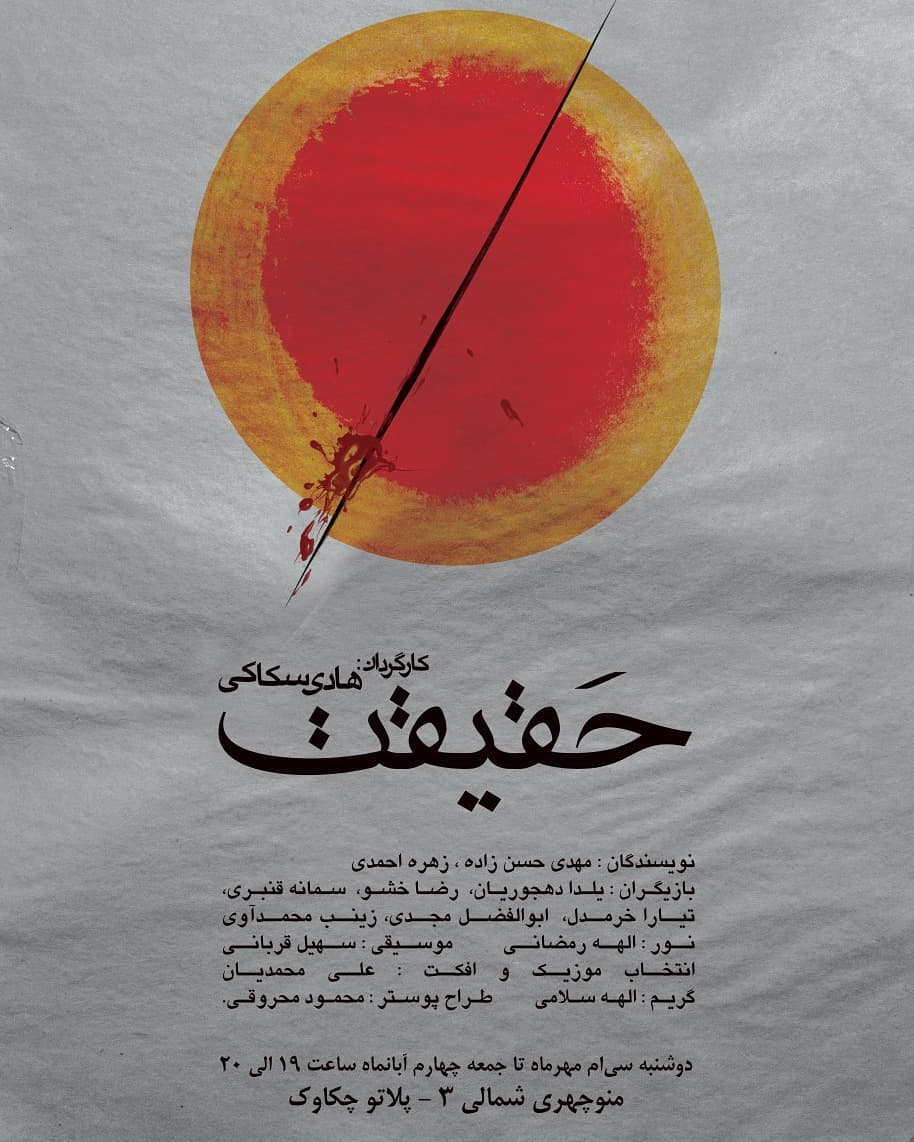 کارگردان:
هادی سکاکی
حَقیقت
نویسندگان : مهدی حسن زاده ، زهره احمدی
بازیگران : یلدا دهجوریان، رضا خشو، سمانه قنبری،
تیارا خرمدل، ابوالفضل مجدی، زینب محمدآوی
نور : الهه رمضانی موسیقی : سهیل قربانی
انتخاب موزیک و افکت : علی محمدیان
گریم : الهه سلامی طراح پوستر : محمود محروقی.
دوشنبه سی‌ام مهرماه تا جمعه چهارم آبانماه ساعت ۱۹ الی ۲۰
منوچهری شمالی ۳ - پلاتو چکاوک